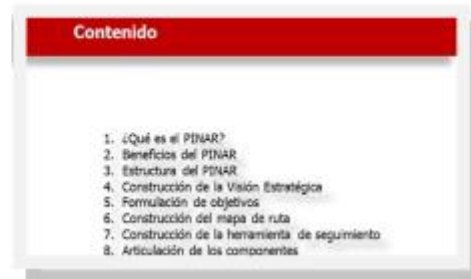 Contenido
1. ¿Qué es el PINAR?
2. Beneficios del PINAR
3. Estructura del PINAR
4. Construcción de la Visión Estratégica
5. Formulación de objetivos
6. Construcción del mapa de ruta
7. Construcción de la herramienta de seguimiento
8. Articulación de los componentes